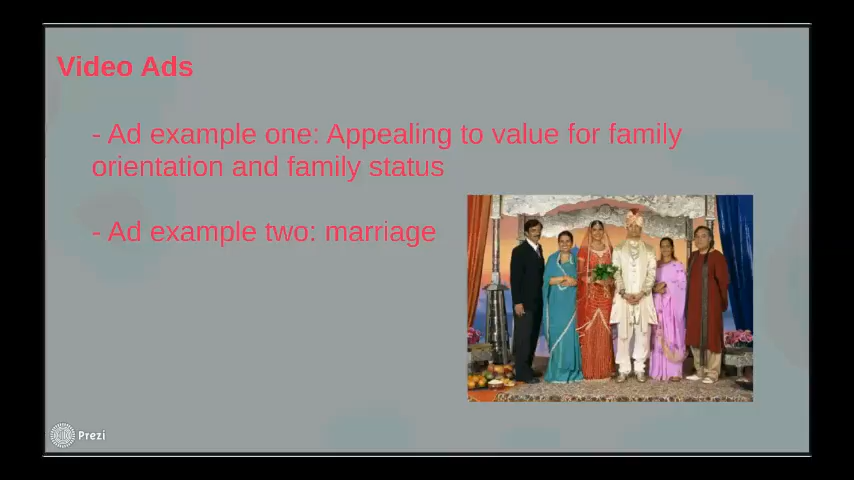 Video Ads
- Ad example one: Appealing to value for family
orientation and family status
- Ad example two: marriage
Prezi